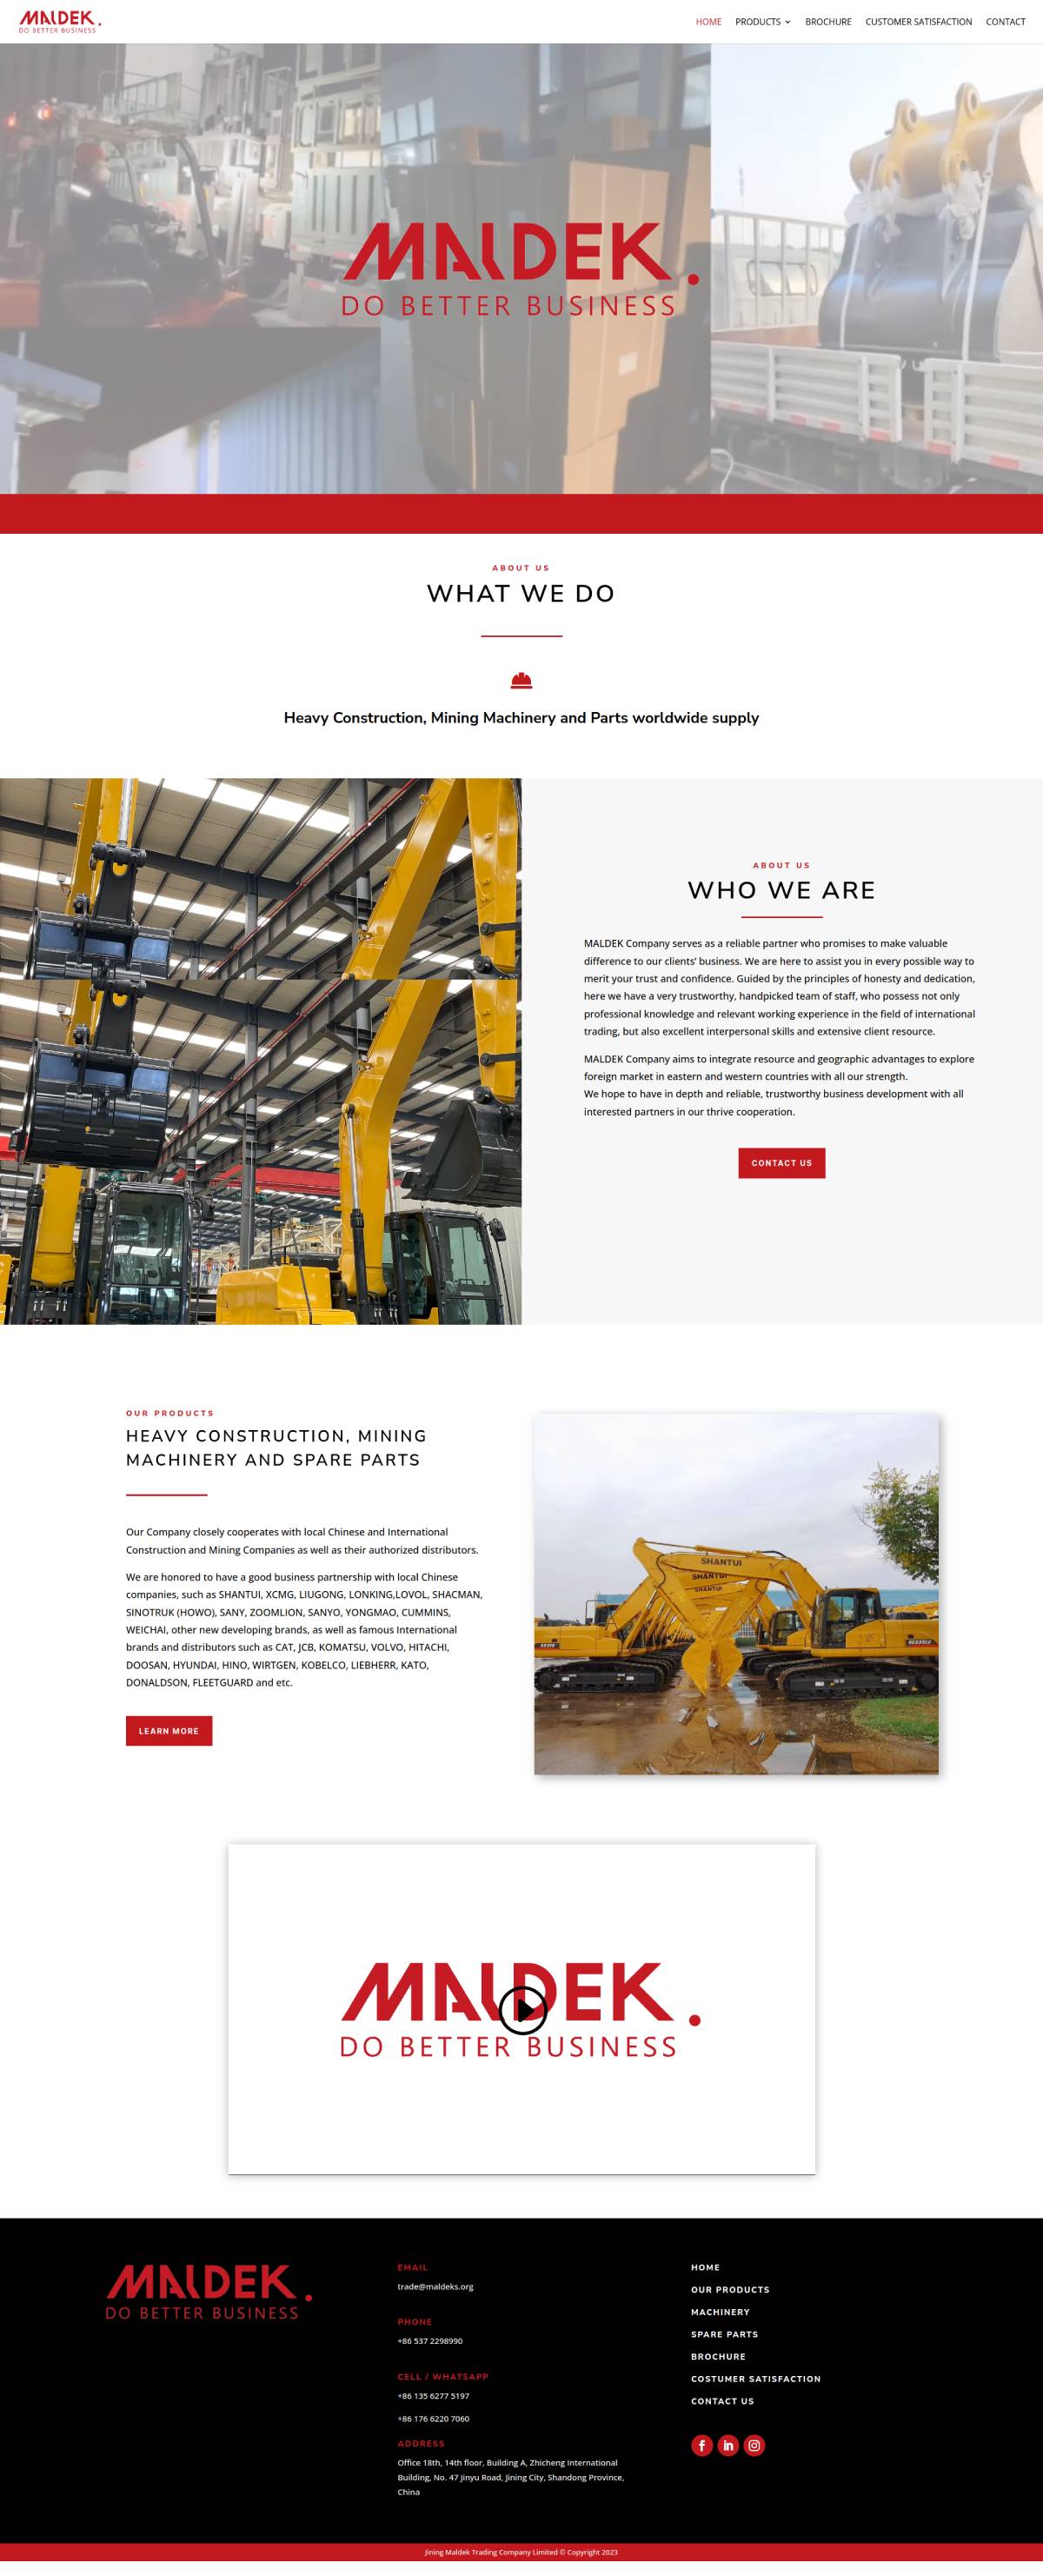 MALDEK.
DO BETTER BUSINESS
HOME PRODUCTS BROCHURE CUSTOMER SATISFACTION CONTACT
MALDEK.
DO BETTER BUSINESS
ABOUT US
WHAT WE DO
Heavy Construction, Mining Machinery and Parts worldwide supply
ABOUT US
WHO WE ARE
MALDEK Company serves as a reliable partner who promises to make valuable
difference to our clients’ business. We are here to assist you in every possible way to
merit your trust and confidence. Guided by the principles of honesty and dedication,
here we have a very trustworthy, handpicked team of staff, who possess not only
professional knowledge and relevant working experience in the field of international
trading, but also excellent interpersonal skills and extensive client resource.
MALDEK Company aims to integrate resource and geographic advantages to explore
foreign market in eastern and western countries with all our strength.
We hope to have in depth and reliable, trustworthy business development with all
interested partners in our thrive cooperation.
CONTACT US
OUR PRODUCTS
HEAVY CONSTRUCTION, MINING
MACHINERY AND SPARE PARTS
Our Company closely cooperates with local Chinese and International
Construction and Mining Companies as well as their authorized distributors.
We are honored to have a good business partnership with local Chinese
companies, such as SHANTUI, XCMG, LIUGONG, LONKING,LOVOL, SHACMAN,
SINOTRUK (HOWO), SANY, ZOOMLION, SANYO, YONGMAO, CUMMINS,
WEICHAI, other new developing brands, as well as famous International
brands and distributors such as CAT, JCB, KOMATSU, VOLVO, HITACHI,
DOOSAN, HYUNDAI, HINO, WIRTGEN, KOBELCO, LIEBHERR, KATO,
DONALDSON, FLEETGUARD and etc.
LEARN MORE
SHANTUI
SHANTUI
SHANTUI
MALDEK.
DO BETTER BUSINESS
MALDEK.
DO BETTER BUSINESS
EMAIL
trade@maldeks.org
PHONE
+86 537 2298990
CELL / WHATSAPP
+86 135 6277 5197
+86 176 6220 7060
ADDRESS
Office 18th, 14th floor, Building A, Zhicheng International
Building, No. 47 Jinyu Road, Jining City, Shandong Province,
China
HOME
OUR PRODUCTS
MACHINERY
SPARE PARTS
BROCHURE
COSTUMER SATISFACTION
CONTACT US
Jining Maldek Trading Company Limited © Copyright 2023